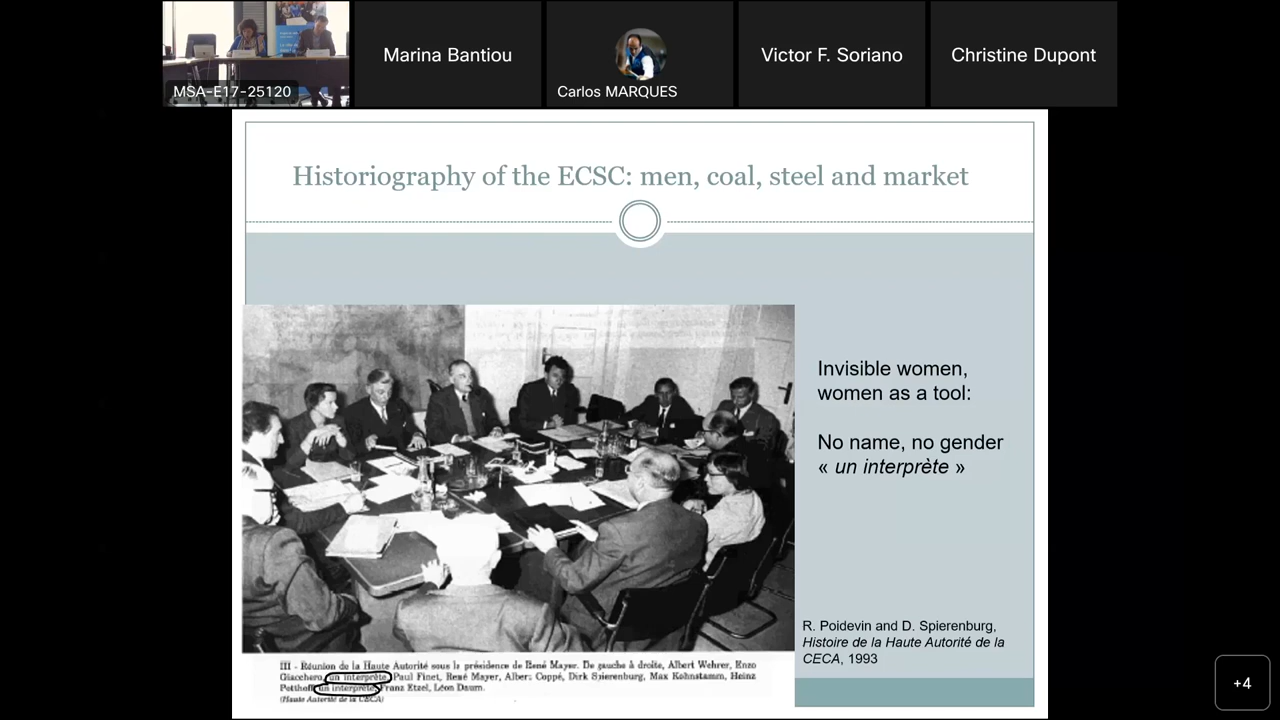 Marina Bantiou
Victor F. Soriano
Christine Dupont
MSA-E17-25120
Carlos MARQUES
Historiography of the ECSC: men, coal, steel and market
Invisible women,
women as a tool:
No name, no gender
« un interprète »
R. Poidevin and D. Spierenburg,
Histoire de la Haute Autorité de la
CECA, 1993
III - Réunion de la Haute Autorité sous la présidence de René Mayer. De gauche à droite, Albert Wehrer, Enzo
Giacchero, un interprète, Paul Finet, René Mayer, Albert Coppé, Dirk Spierenburg, Max Kohnstamm, Heinz
Potthoff, un interprète, Franz Etzel, Léon Daum.
(Haute Autorité de la CECA)
+4